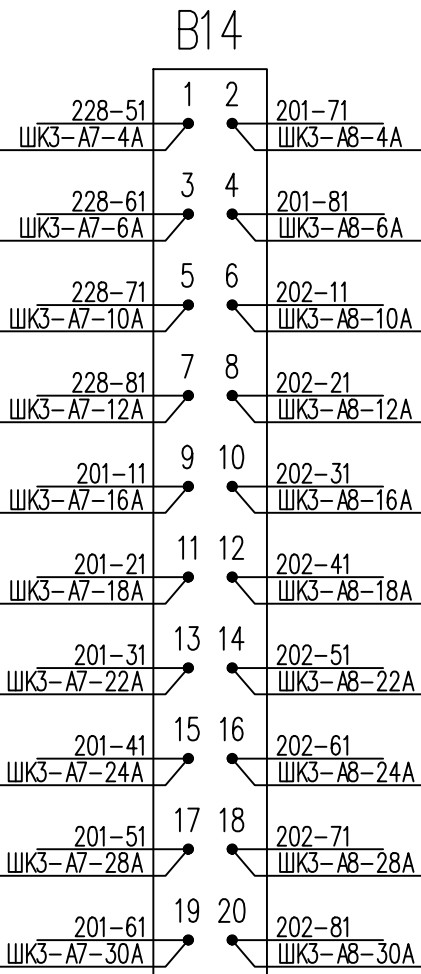 В14
228-51 1 2 201-71
ШК3-А7-4А ШК3-А8-4А
228-61 3 4 201-81
ШК3-А7-6А ШК3-А8-6А
228-71 5 6 202-11
ШК3-А7-10А ШК3-А8-10А
228-81 7 8 202-21
ШК3-А7-12А ШК3-А8-12А
201-11 9 10 202-31
ШК3-А7-16А ШК3-А8-16А
201-21 11 12 202-41
ШК3-А7-18А ШК3-А8-18А
201-31 13 14 202-51
ШК3-А7-22А ШК3-А8-22А
201-41 15 16 202-61
ШК3-А7-24А ШК3-А8-24А
201-51 17 18 202-71
ШК3-А7-28А ШК3-А8-28А
201-61 19 20 202-81
ШК3-А7-30А ШК3-А8-30А